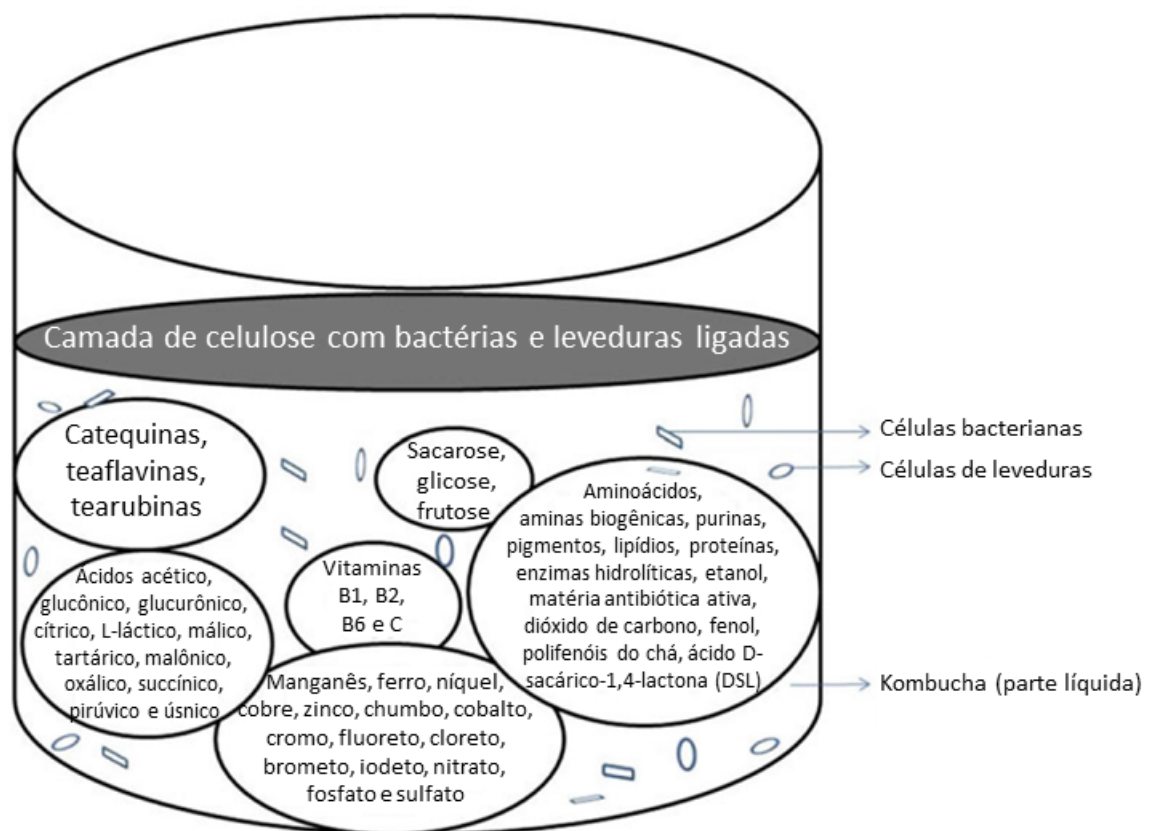 Camada de celulose com bactérias e leveduras ligadas
Catequinas,
teaflavinas,
tearubinas
Sacarose,
glicose,
frutose
Células bacterianas
Células de leveduras
Aminoácidos,
aminas biogênicas, purinas,
pigmentos, lipídios, proteínas,
enzimas hidrolíticas, etanol,
matéria antibiótica ativa,
dióxido de carbono, fenol,
polifenóis do chá, ácido D-
sacárico-1,4-lactona (DSL)
Ácidos acético,
glucônico, glucurônico,
cítrico, L-láctico, málico,
tartárico, malônico,
oxálico, succínico,
pirúvico e úsnico
Vitaminas
B1, B2,
B6 e C
Manganês, ferro, níquel,
cobre, zinco, chumbo, cobalto,
cromo, fluoreto, cloreto,
brometo, iodeto, nitrato,
fosfato e sulfato
Kombucha (parte líquida)